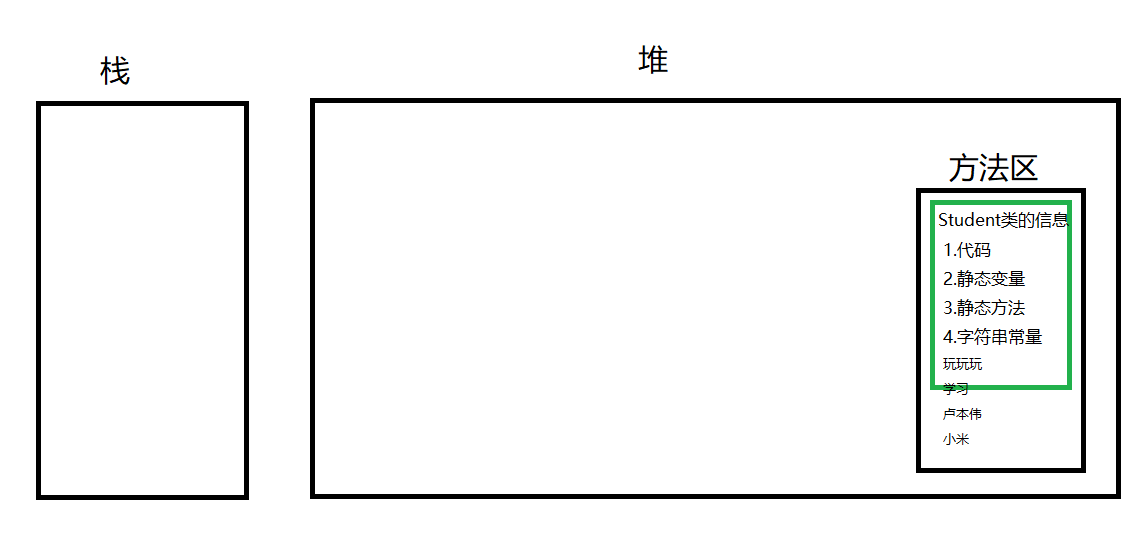 栈
堆
方法区
Student类的信息
1.代码
2.静态变量
3.静态方法
4.字符串常量
玩玩玩
学习
卢本伟
小米